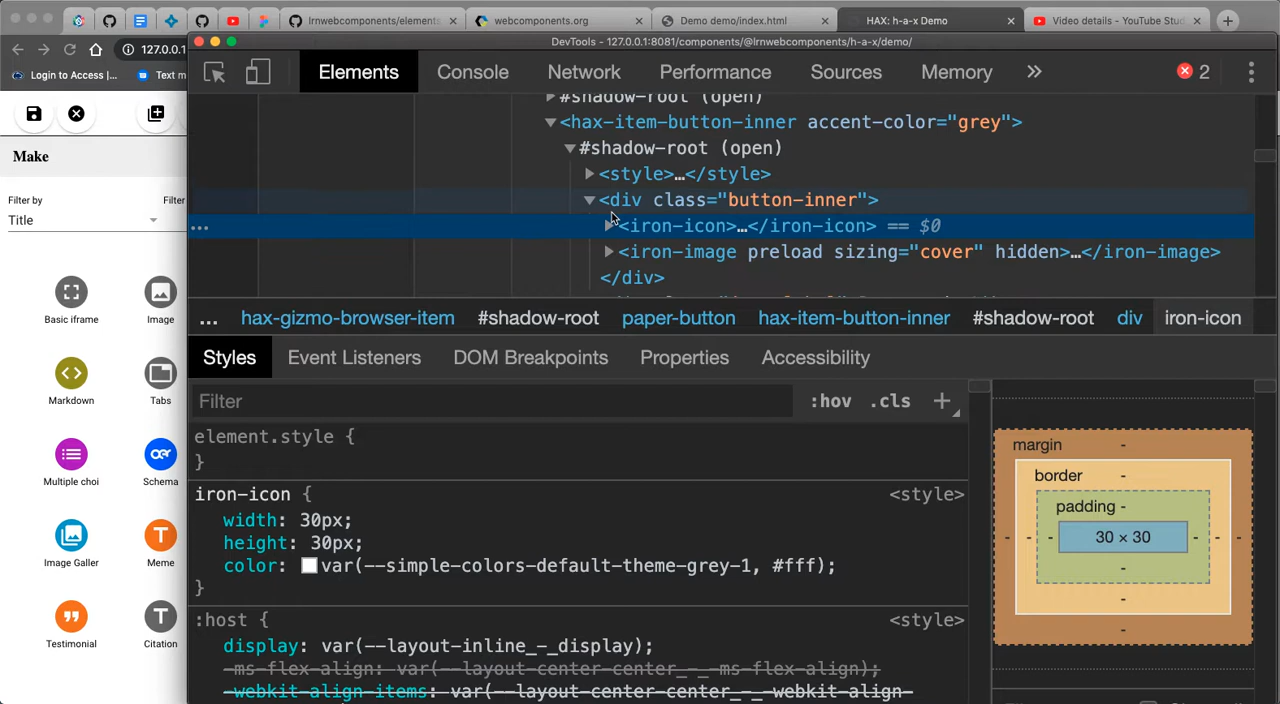 lrnwebcomponents/elements
webcomponents.org
Demo demo/index.html
HAX: h-a-x Demo
Video details - YouTube St
127.0.0.1
Login to Access |...
Text m
DevTools - 127.0.0.1:8081/components/@lrnwebcomponents/h-a-x/demo/
Elements
Console
Network
Performance
Sources
Memory
2
Make
Filter by
Title
Filter
Basic iframe
Image
Markdown
Tabs
Multiple choi
Schema
Image Galler
Meme
Testimonial
Citation
#shadow-root (open)
<hax-item-button-inner accent-color="grey">
#shadow-root (open)
<style>…</style>
<div class="button-inner">
... <iron-icon>…</iron-icon> == $0
<iron-image preload sizing="cover" hidden>…</iron-image>
</div>
... hax-gizmo-browser-item #shadow-root paper-button hax-item-button-inner #shadow-root div iron-icon
Styles
Event Listeners
DOM Breakpoints
Properties
Accessibility
Filter
:hov
.cls
element.style {
}
iron-icon { <style>
width: 30px;
height: 30px;
color: var(--simple-colors-default-theme-grey-1, #fff);
}
:host { <style>
display: var(--layout-inline_-_display);
-ms-flex-align: var(--layout-center-center_-_-ms-flex-align);
-webkit-align-items: var(--layout-center-center_-_-webkit-align-
margin
-
border
-
padding -
30 × 30
- - - - - -
-
-
-